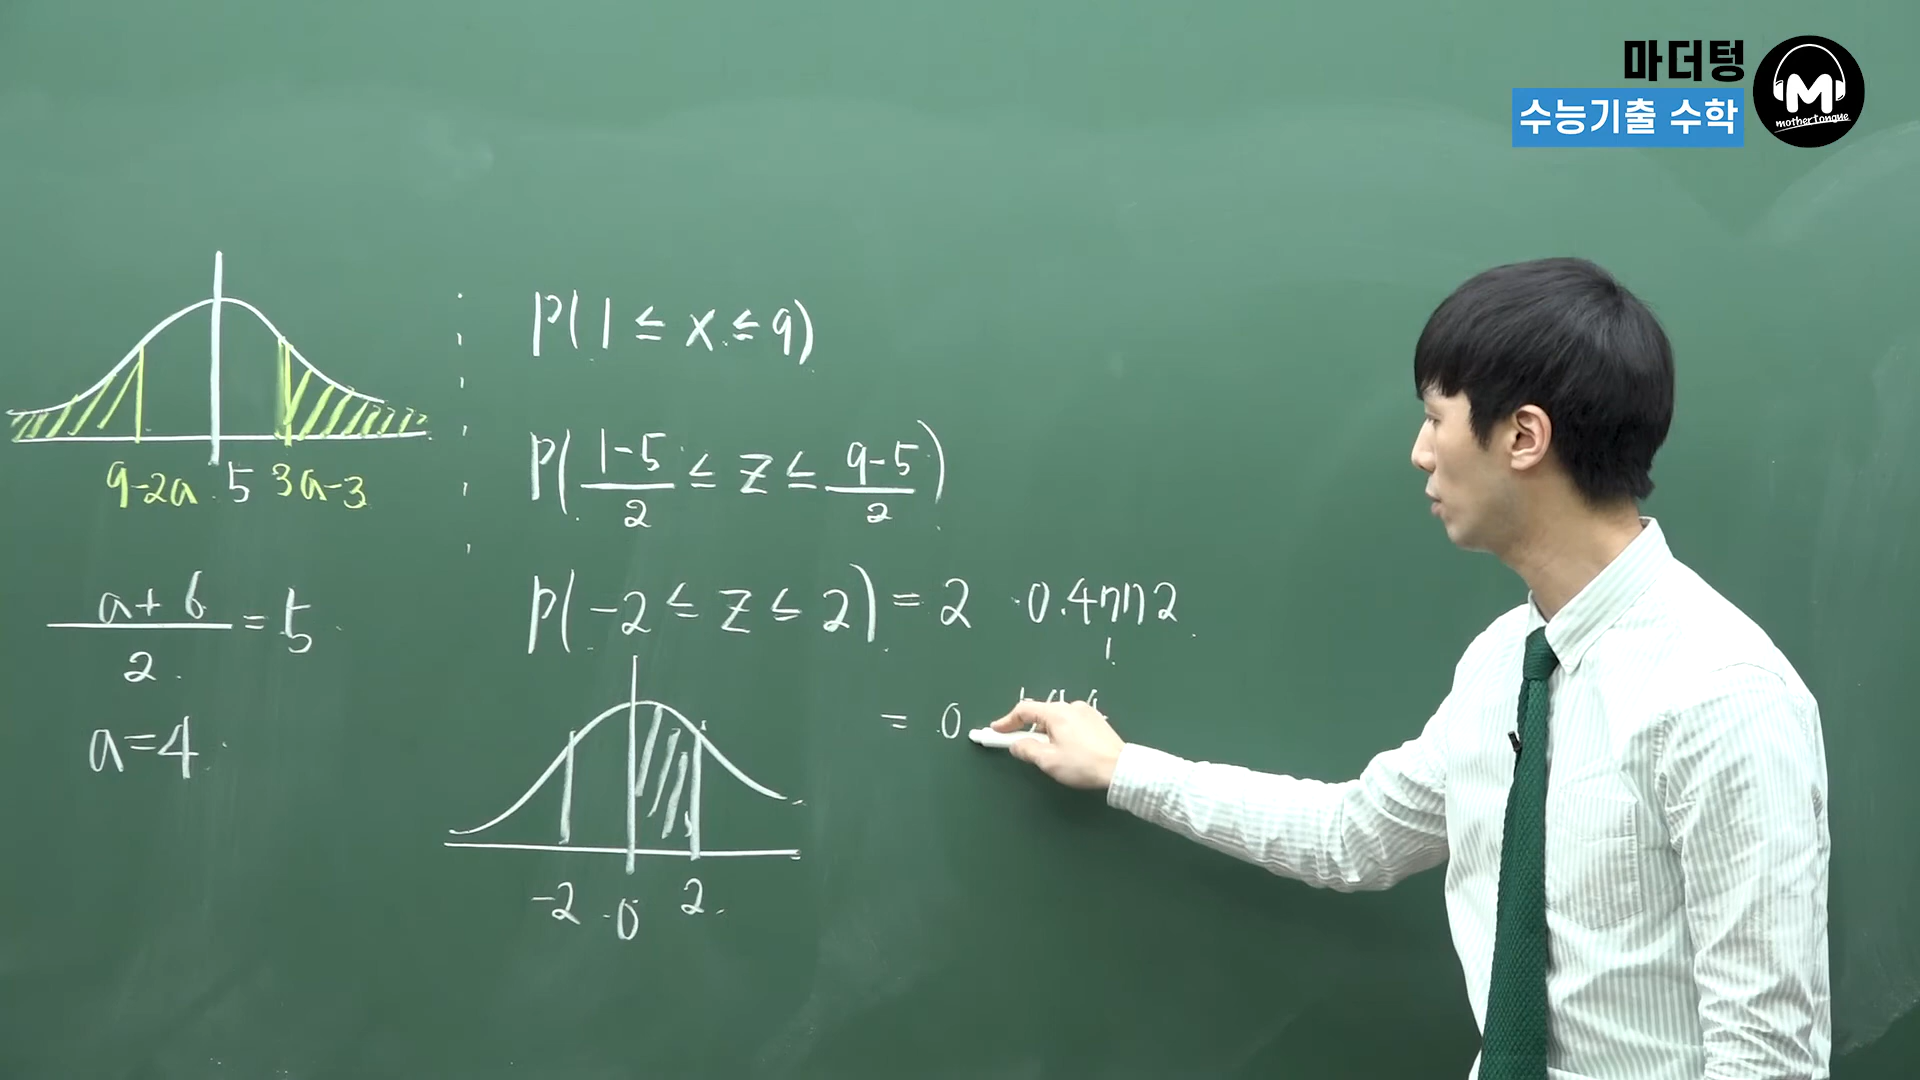 마더텅
수능기출 수학
M
mothertongue
9-2a 5 3a-3
a+6/2 = 5
a=4
P(1 ≤ x ≤ 9)
P(1-5/2 ≤ Z ≤ 9-5/2)
P(-2 ≤ Z ≤ 2) = 2 · 0.4772
1
= 0.
-2 0 2